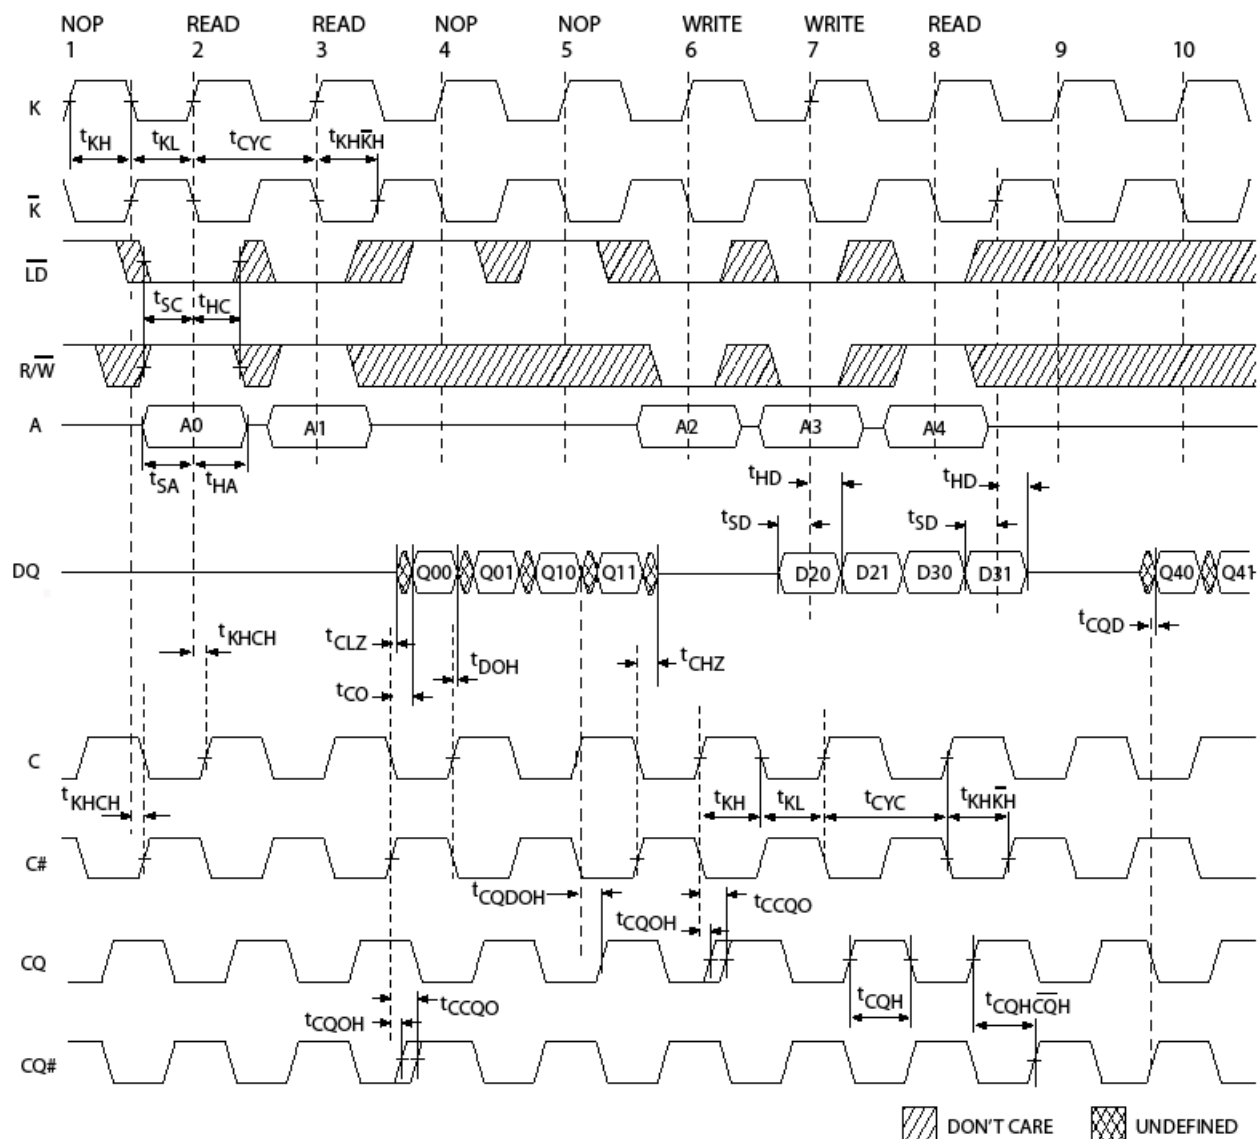 NOP READ READ NOP NOP WRITE WRITE READ
1 2 3 4 5 6 7 8 9 10
K
tKH tKL tCYC tKHK̅H
K̅
L̅D̅
tSC tHC
R/W̅
A A0 A1 A2 A3 A4
tSA tHA tHD tHD
tSD tSD
DQ Q00 Q01 Q10 Q11 D20 D21 D30 D31 Q40 Q41
tKHCH tCLZ tDOH tCHZ tCQD
tCO
C
tKHCH tKH tKL tCYC tKHK̅H
C#
tCQDOH tCCQO
tCQOH
CQ
tCQOH tCCQO tCQH tCQHC̅Q̅H̅
CQ#
DON'T CARE UNDEFINED